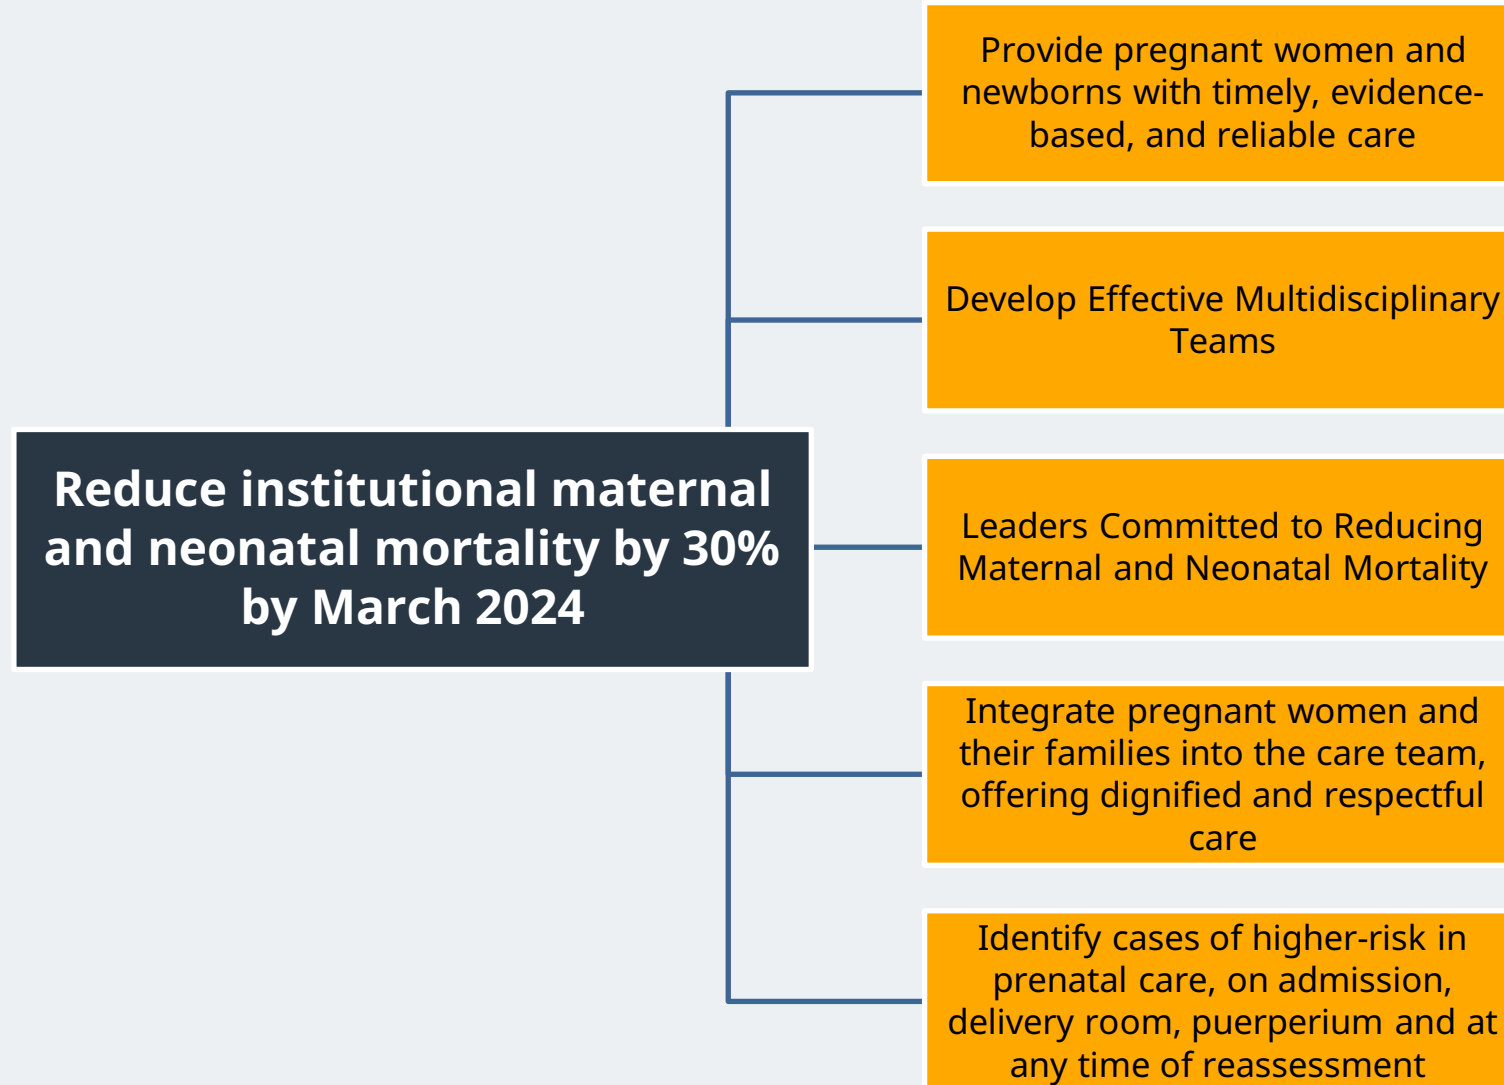 Provide pregnant women and
newborns with timely, evidence-
based, and reliable care
Develop Effective Multidisciplinary
Teams
Reduce institutional maternal
and neonatal mortality by 30%
by March 2024
Leaders Committed to Reducing
Maternal and Neonatal Mortality
Integrate pregnant women and
their families into the care team,
offering dignified and respectful
care
Identify cases of higher-risk in
prenatal care, on admission,
delivery room, puerperium and at
any time of reassessment